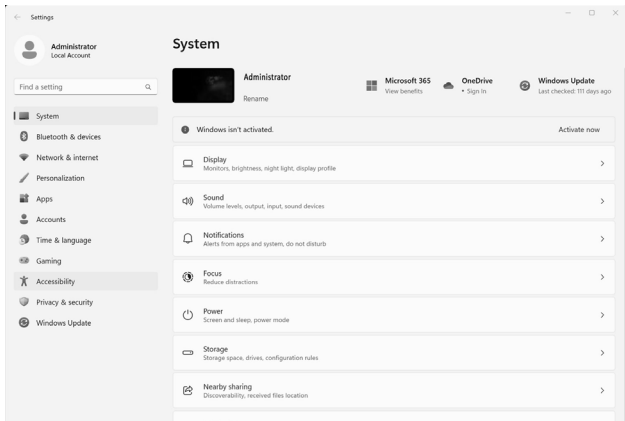 Settings
Administrator
Local Account
Find a setting
System
Bluetooth & devices
Network & internet
Personalization
Apps
Accounts
Time & language
Gaming
Accessibility
Privacy & security
Windows Update
System
Administrator
Rename
Microsoft 365
View benefits
OneDrive
• Sign In
Windows Update
Last checked: 111 days ago
Windows isn't activated.
Activate now
Display
Monitors, brightness, night light, display profile
Sound
Volume levels, output, input, sound devices
Notifications
Alerts from apps and system, do not disturb
Focus
Reduce distractions
Power
Screen and sleep, power mode
Storage
Storage space, drives, configuration rules
Nearby sharing
Discoverability, received files location